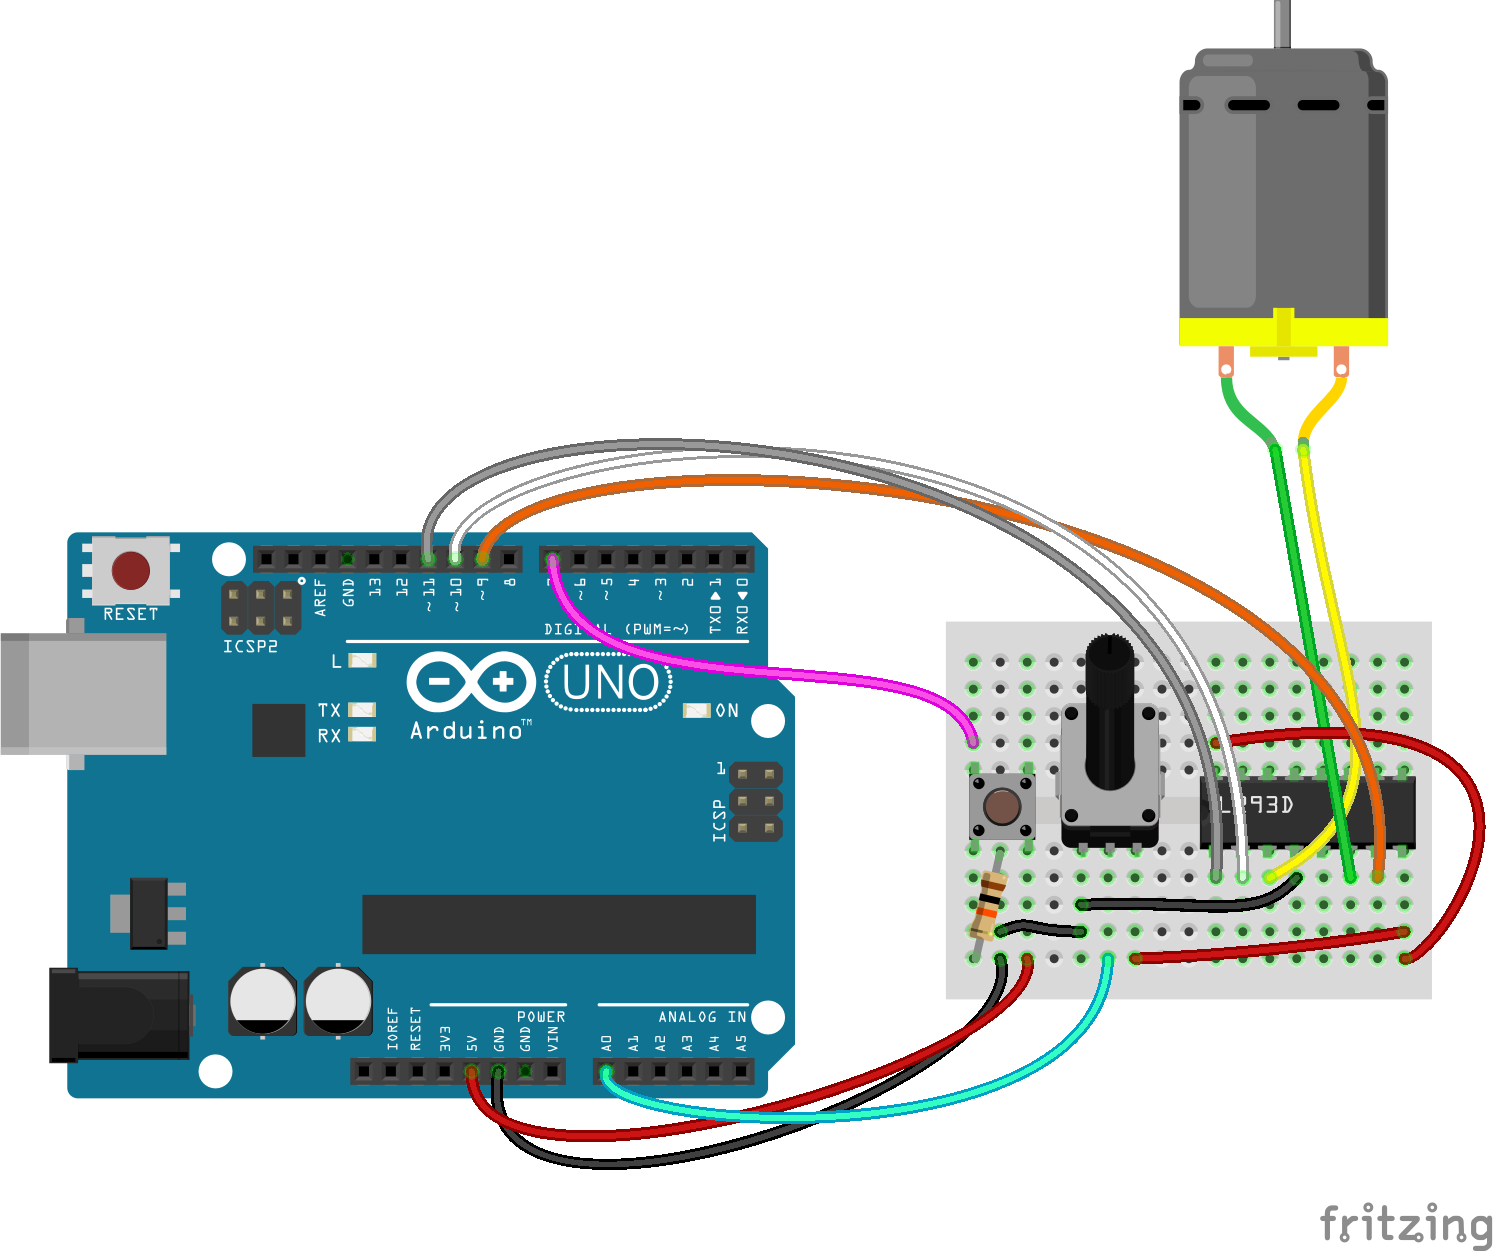 RESET
ICSP2
AREF
GND
13
12
~11
~10
~9
8
7
~6
~5
4
~3
2
TX0▶1
RX0◀0
DIGITAL (PWM=~)
L
TX
RX
UNO
Arduino™
ON
1
ICSP
L293D
POWER
ANALOG IN
IOREF
RESET
3V3
5V
GND
GND
VIN
A0
A1
A2
A3
A4
A5
fritzing